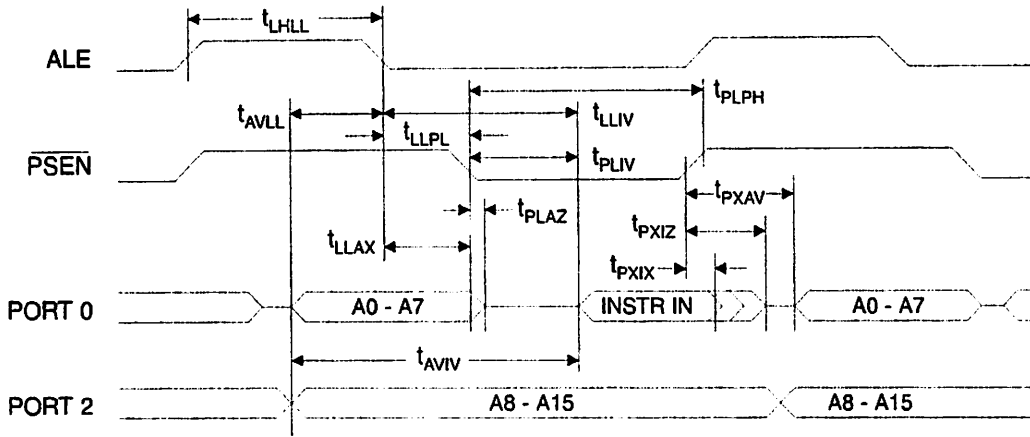 tLHLL
ALE
tPLPH
tAVLL
tLLIV
tLLPL
PSEN
tPLIV
tPXAV
tPLAZ
tPXIZ
tLLAX
tPXIX
PORT 0
A0 - A7
INSTR IN
A0 - A7
tAVIV
PORT 2
A8 - A15
A8 - A15